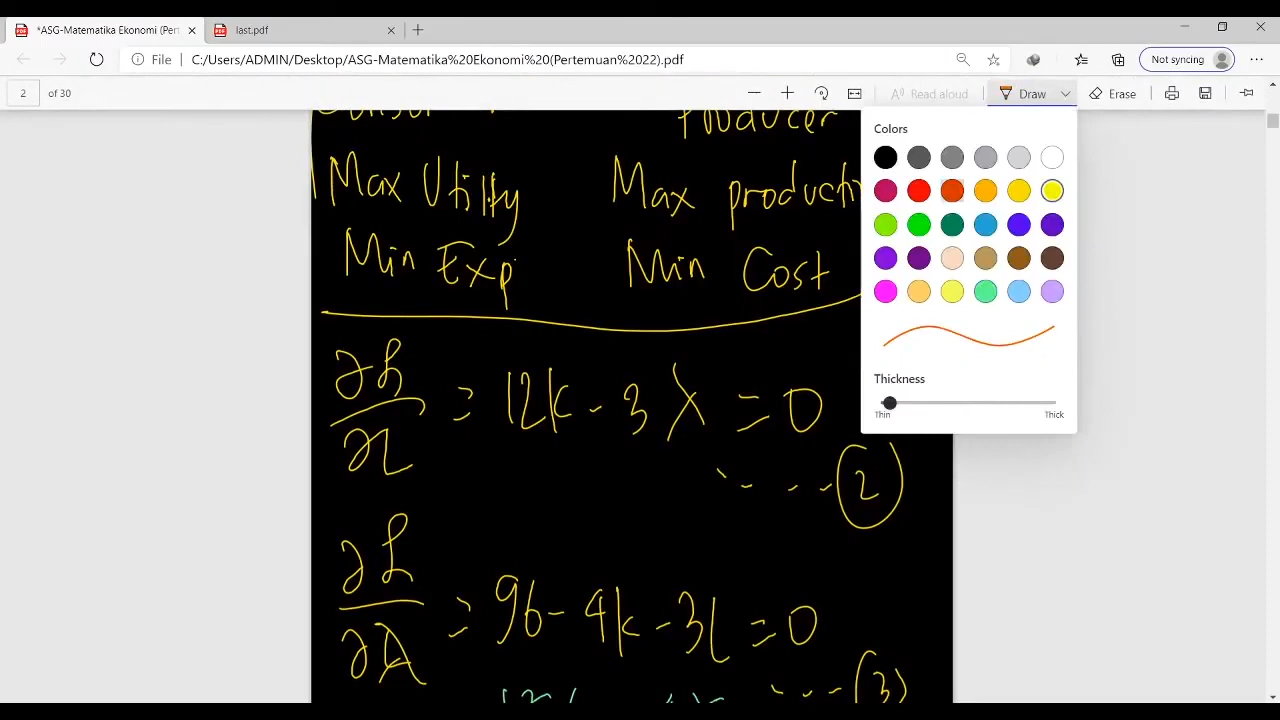 *ASG-Matematika Ekonomi (Pert
last.pdf
File
C:/Users/ADMIN/Desktop/ASG-Matematika%20Ekonomi%20(Pertemuan%2022).pdf
Not syncing
2 of 30
Read aloud
Draw
Erase
Producer
Max Utility Max producti
Min Exp Min Cost
∂L/∂L = 12k - 3λ = 0
.... (2)
∂L/∂λ = 96 - 4k - 3L = 0
.... (3)
Colors
Thickness
Thin Thick